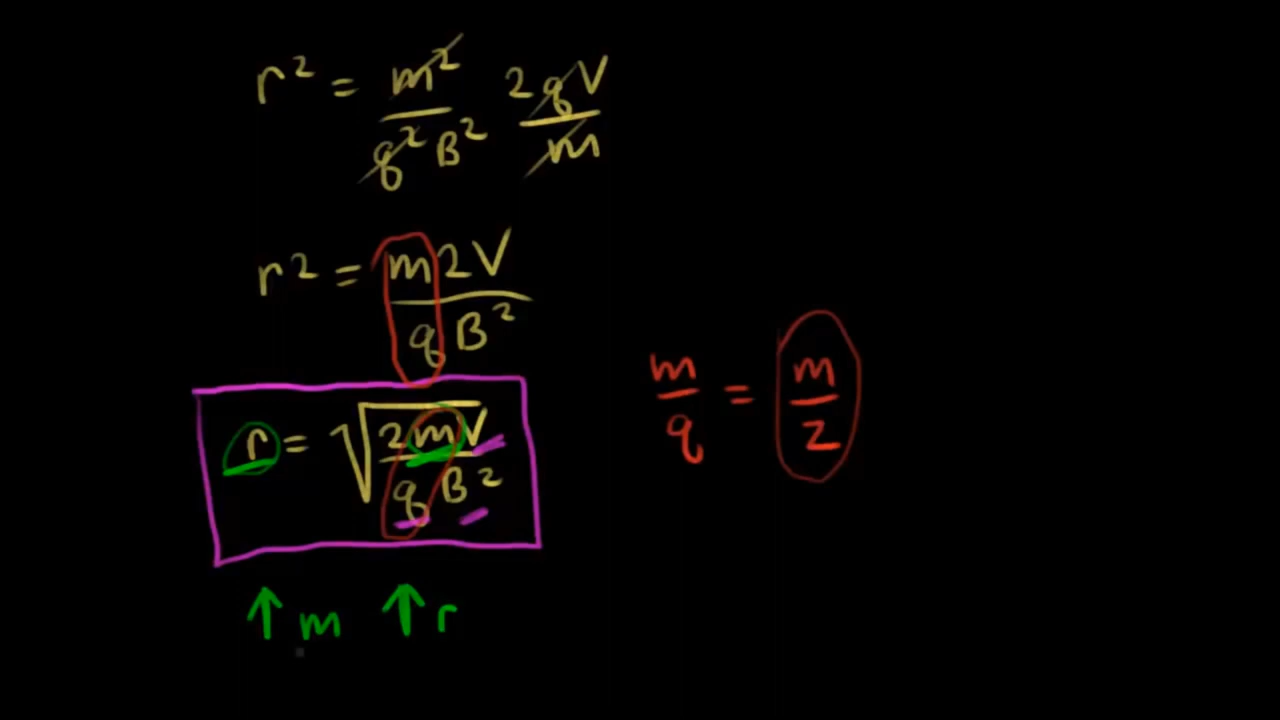 r² = m²/q²B² 2qV/m
r² = m2V/qB²
m/q = m/z
r = √(2mV/qB²)
↑ m ↑ r